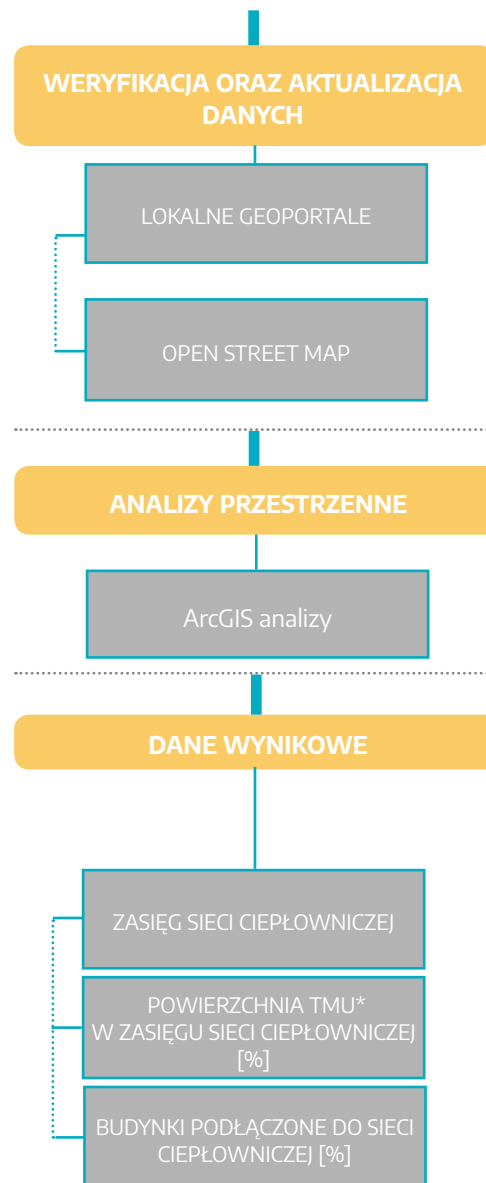 WERYFIKACJA ORAZ AKTUALIZACJA
DANYCH
LOKALNE GEOPORTALE
OPEN STREET MAP
ANALIZY PRZESTRZENNE
ArcGIS analizy
DANE WYNIKOWE
ZASIĘG SIECI CIEPŁOWNICZEJ
POWIERZCHNIA TMU*
W ZASIĘGU SIECI CIEPŁOWNICZEJ
[%]
BUDYNKI PODŁĄCZONE DO SIECI
CIEPŁOWNICZEJ [%]